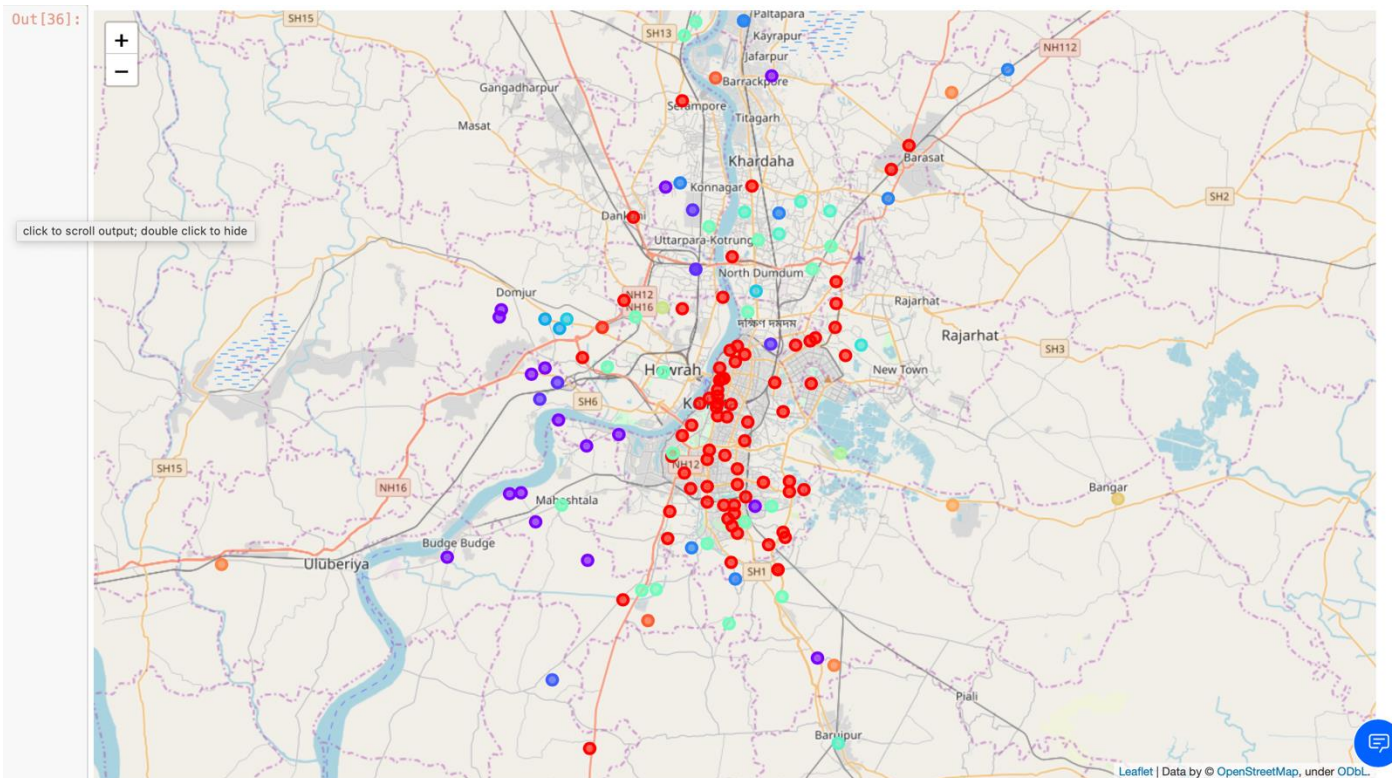 Out[36]:
+
−
click to scroll output; double click to hide
SH15
SH13
Paltapara
Kayrapur
Jafarpur
NH112
Barrackpore
Gangadharpur
Serampore
Masat
Titagarh
Khardaha
Barasat
Konnagar
SH2
Uttarpara-Kotrung
North Dumdum
Domjur
NH12
NH16
Rajarhat
দক্ষিণ দমদম
Rajarhat
SH3
Howrah
New Town
SH6
SH15
NH12
NH16
Bangar
Maheshtala
Budge Budge
Uluberiya
SH1
Piali
Baruipur
Leaflet | Data by © OpenStreetMap, under ODbL.